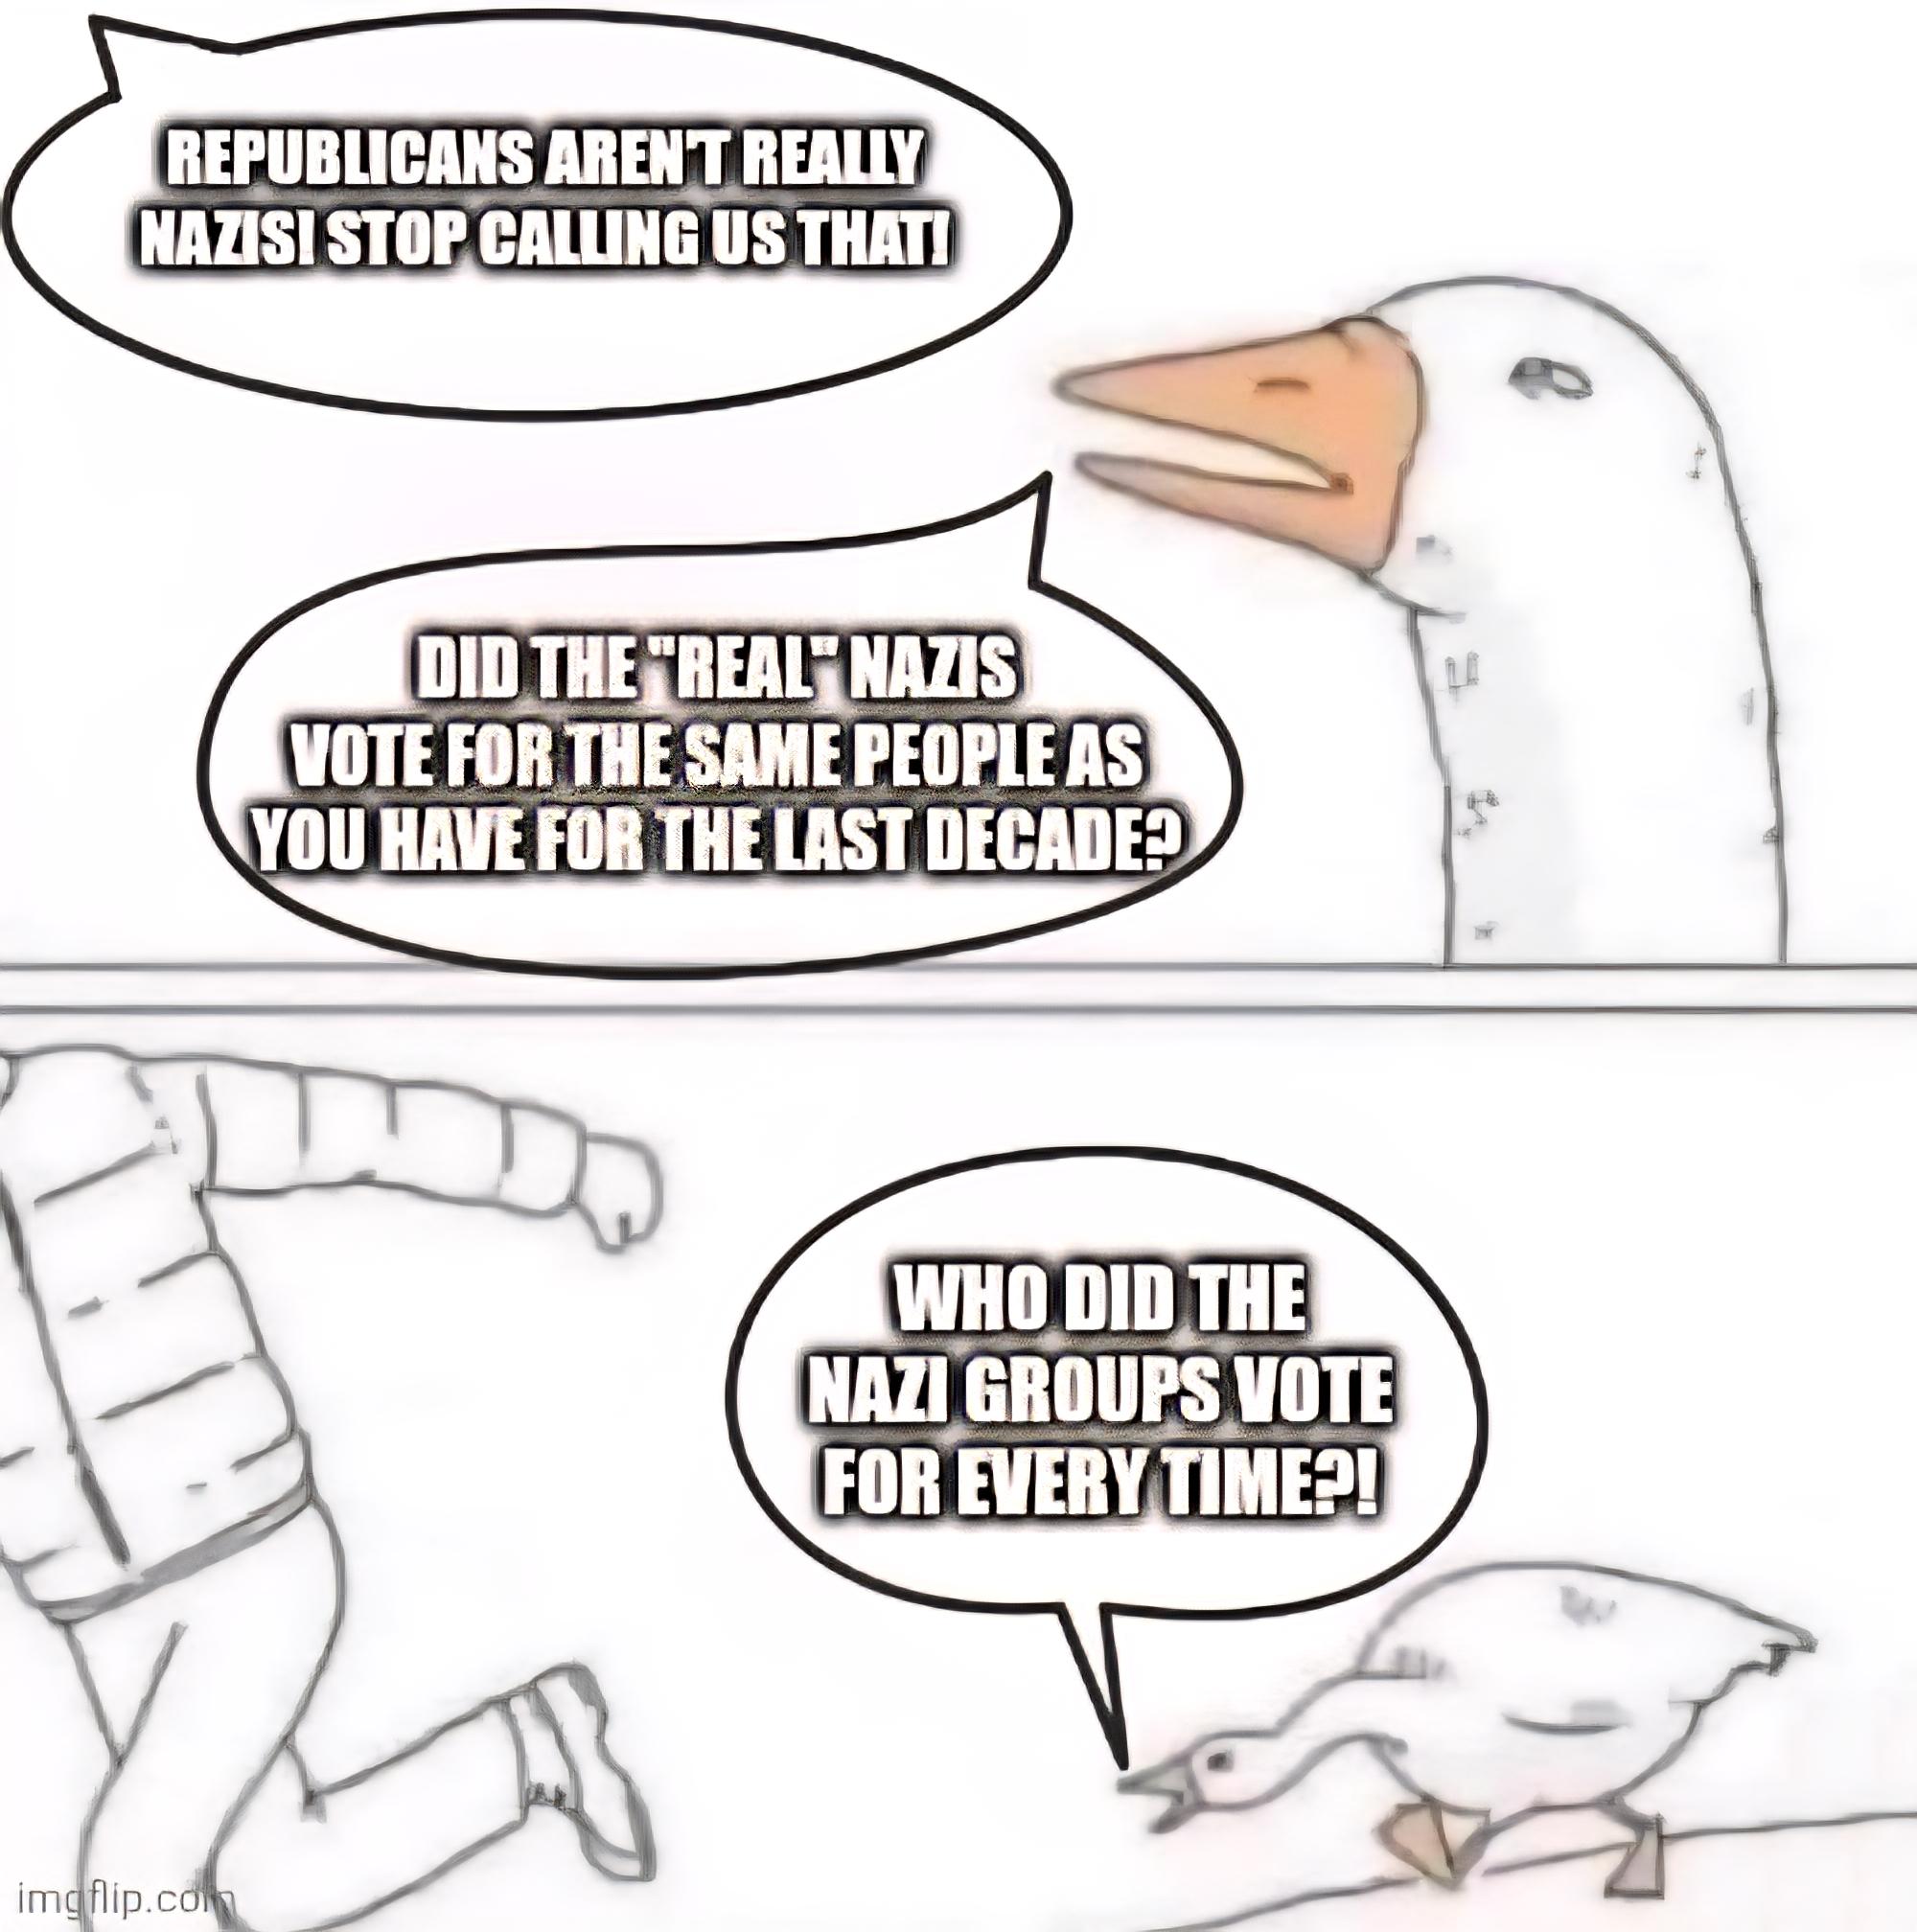 REPUBLICANS AREN'T REALLY
NAZIS! STOP CALLING US THAT!
DID THE "REAL" NAZIS
VOTE FOR THE SAME PEOPLE AS
YOU HAVE FOR THE LAST DECADE?
WHO DID THE
NAZI GROUPS VOTE
FOR EVERY TIME?!
imgflip.com